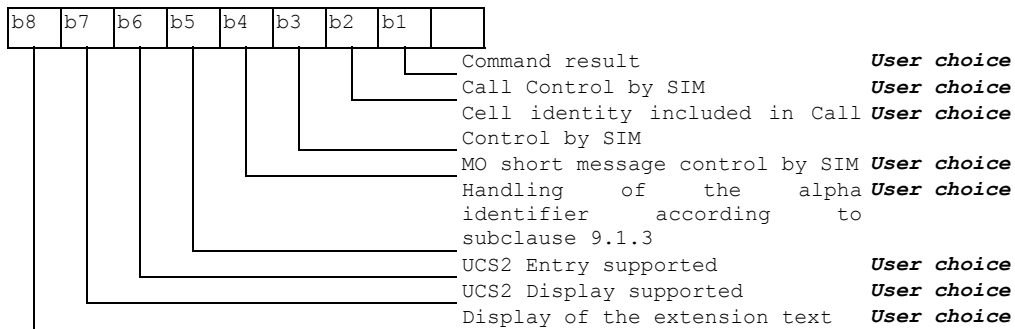 b8 b7 b6 b5 b4 b3 b2 b1
Command result User choice
Call Control by SIM User choice
Cell identity included in Call User choice
Control by SIM
MO short message control by SIM User choice
Handling of the alpha User choice
identifier according to
subclause 9.1.3
UCS2 Entry supported User choice
UCS2 Display supported User choice
Display of the extension text User choice